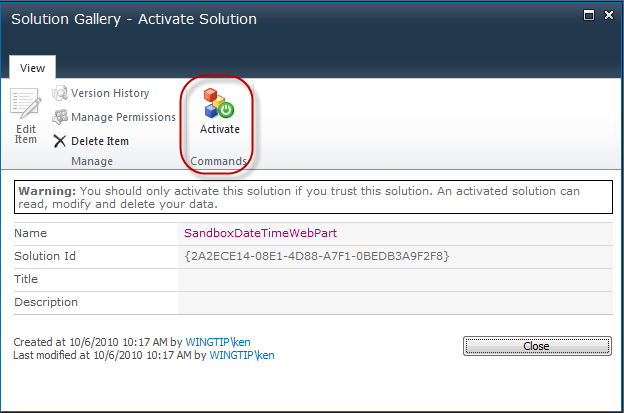 Solution Gallery - Activate Solution
View
Edit Item
Version History
Manage Permissions
Delete Item
Manage
Activate
Commands
Warning: You should only activate this solution if you trust this solution. An activated solution can
read, modify and delete your data.
Name SandboxDateTimeWebPart
Solution Id {2A2ECE14-08E1-4D88-A7F1-0BEDB3A9F2F8}
Title
Description
Created at 10/6/2010 10:17 AM by WINGTIP\ken
Last modified at 10/6/2010 10:17 AM by WINGTIP\ken
Close